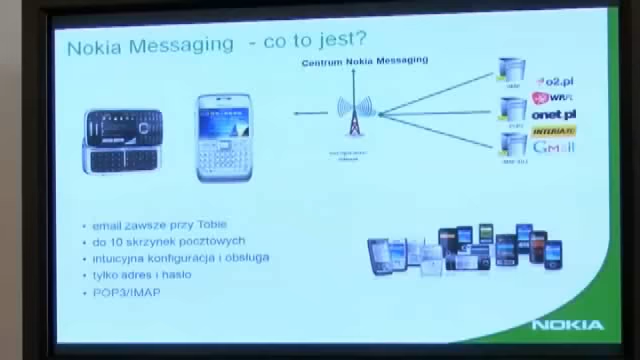 Nokia Messaging - co to jest?
Centrum Nokia Messaging
o2.pl
WP.PL
onet.pl
INTERIA.PL
Gmail
• email zawsze przy Tobie
• do 10 skrzynek pocztowych
• intuicyjna konfiguracja i obsługa
• tylko adres i hasło
• POP3/IMAP
NOKIA